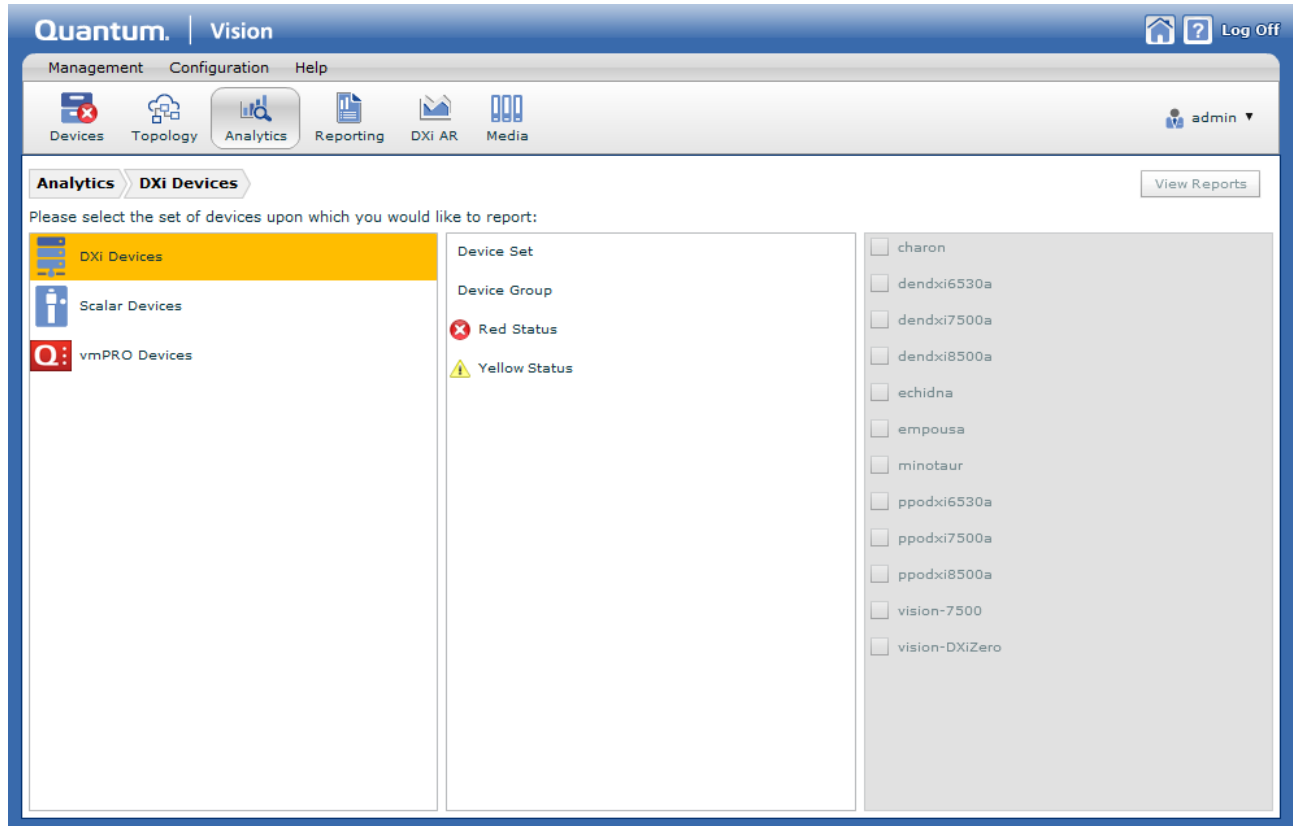 Quantum. Vision
Log Off
Management Configuration Help
Devices Topology Analytics Reporting DXi AR Media
admin
Analytics DXi Devices
View Reports
Please select the set of devices upon which you would like to report:
DXi Devices
Scalar Devices
Q vmPRO Devices
Device Set
Device Group
Red Status
Yellow Status
charon
dendxi6530a
dendxi7500a
dendxi8500a
echidna
empousa
minotaur
ppodxi6530a
ppodxi7500a
ppodxi8500a
vision-7500
vision-DXiZero